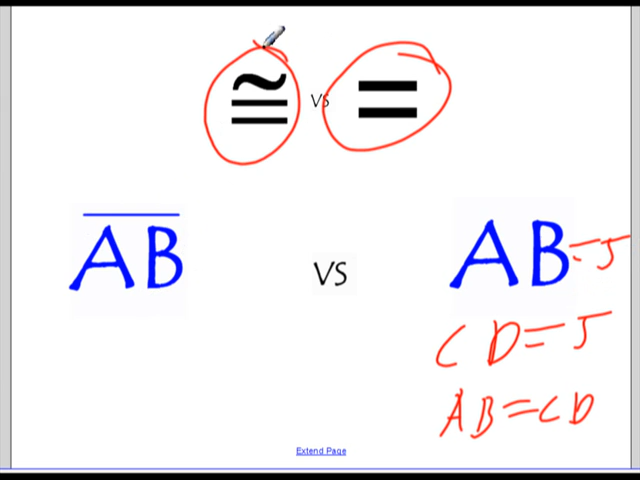 ≅ vs =
AB vs AB = 5
CD = 5
AB = CD
Extend Page